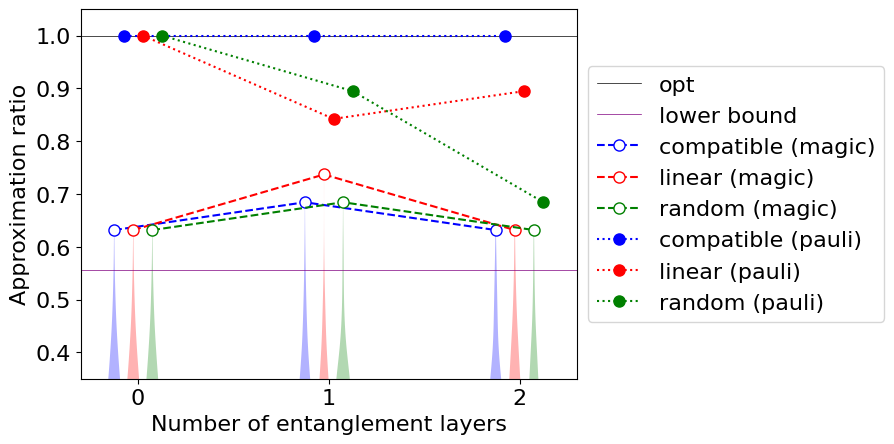 1.0
0.9
0.8
0.7
0.6
0.5
0.4
Approximation ratio
0 1 2
Number of entanglement layers
opt
lower bound
compatible (magic)
linear (magic)
random (magic)
compatible (pauli)
linear (pauli)
random (pauli)